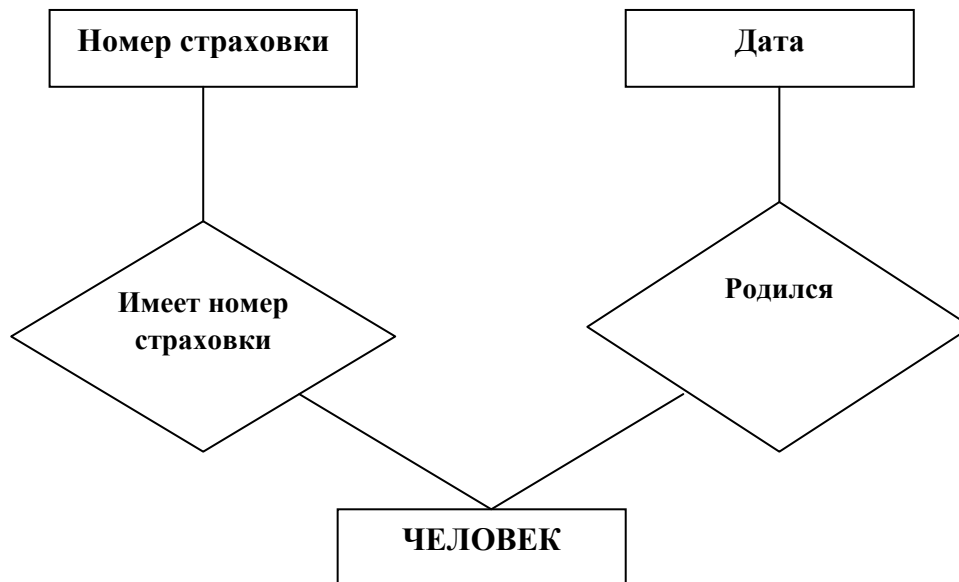 Номер страховки
Дата
Имеет номер
страховки
Родился
ЧЕЛОВЕК